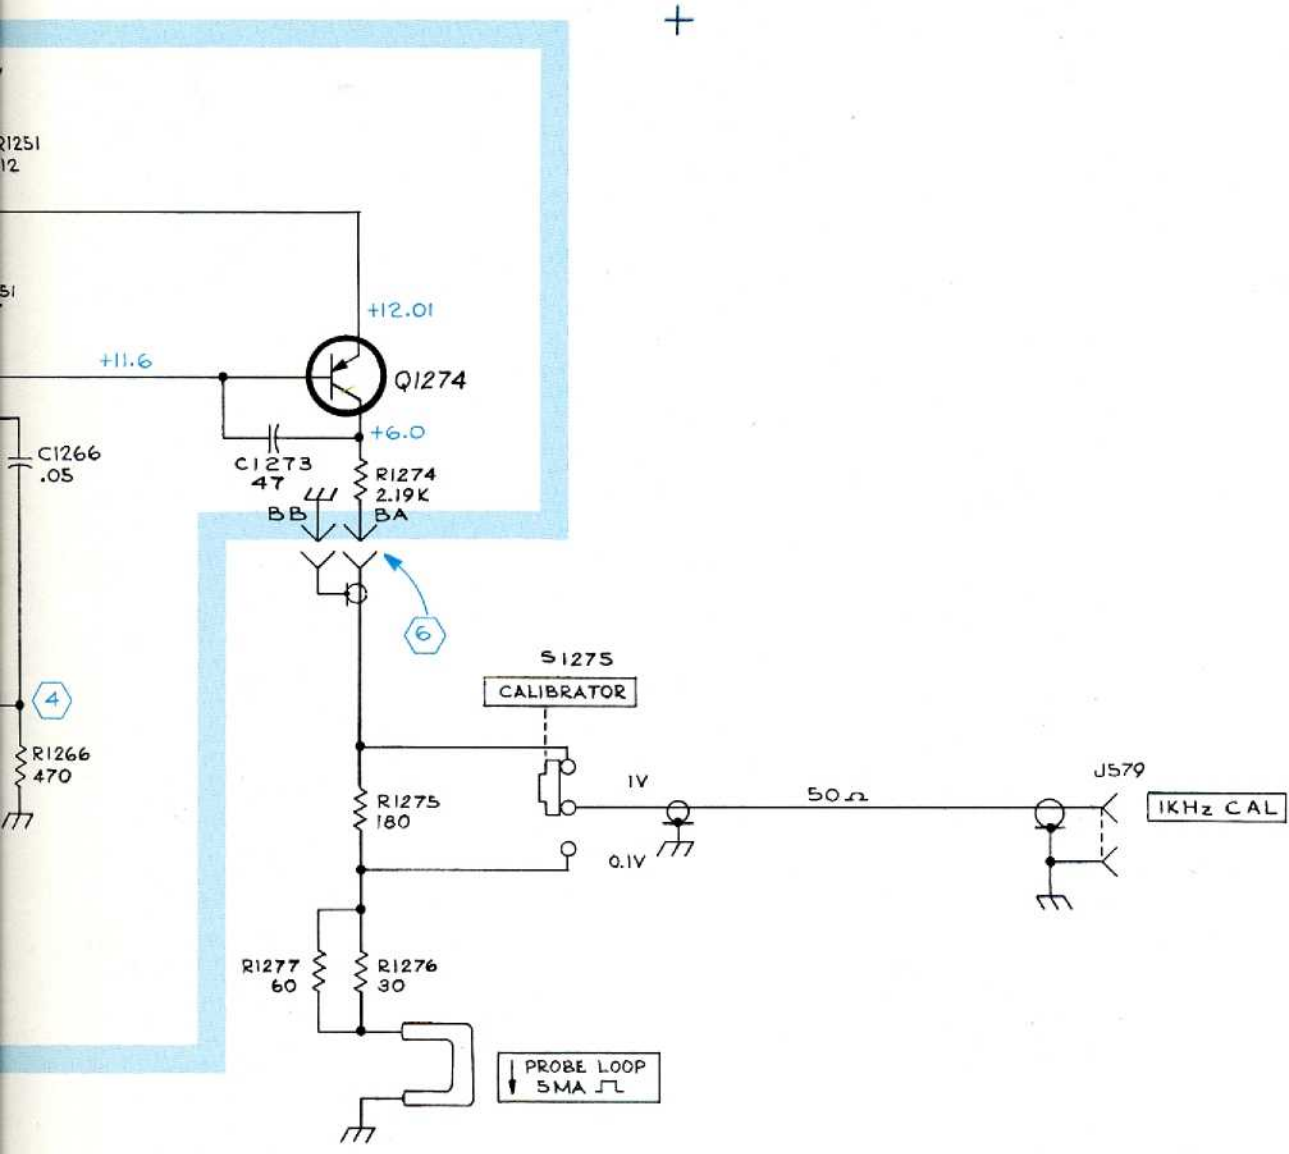 R1251
12
51
+12.01
+11.6
Q1274
+6.0
C1266
.05
C1273
47
R1274
2.19K
BB
BA
6
S1275
CALIBRATOR
4
R1266
470
R1275
180
1V
50Ω
J579
1KHz CAL
0.1V
R1277
60
R1276
30
PROBE LOOP
5MA